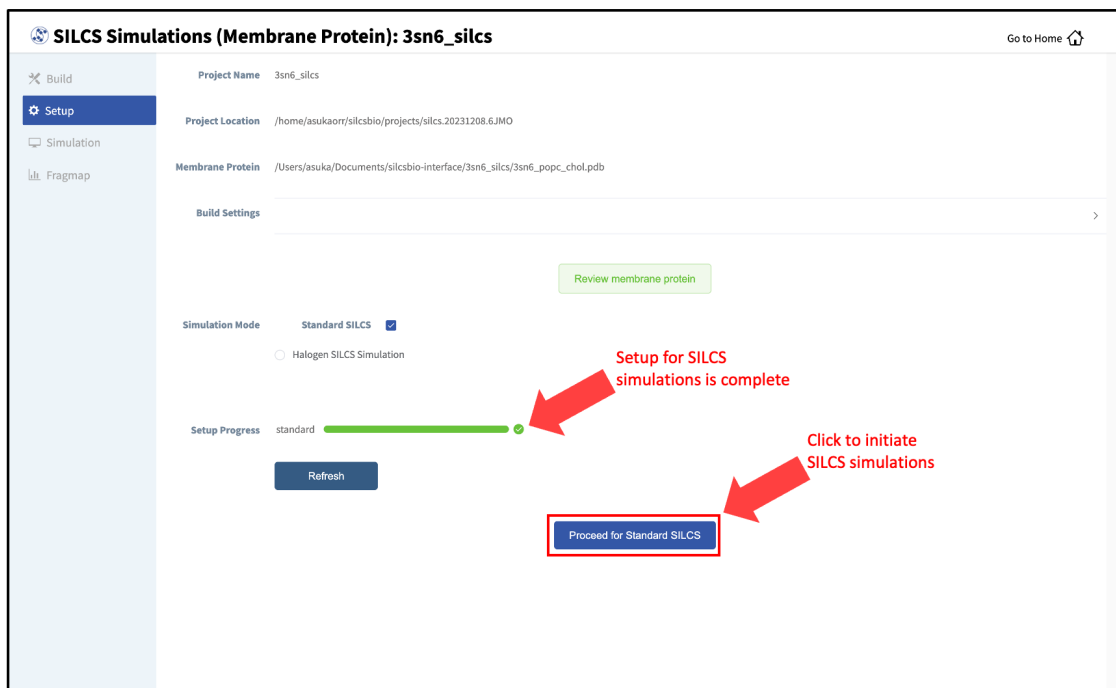 SILCS Simulations (Membrane Protein): 3sn6_silcs
Go to Home
Build
Setup
Simulation
Fragmap
Project Name 3sn6_silcs
Project Location /home/asukaorr/silcsbio/projects/silcs.20231208.6JMO
Membrane Protein /Users/asuka/Documents/silcsbio-interface/3sn6_silcs/3sn6_popc_chol.pdb
Build Settings
Review membrane protein
Simulation Mode Standard SILCS
Halogen SILCS Simulation
Setup for SILCS
simulations is complete
Setup Progress standard
Refresh
Click to initiate
SILCS simulations
Proceed for Standard SILCS